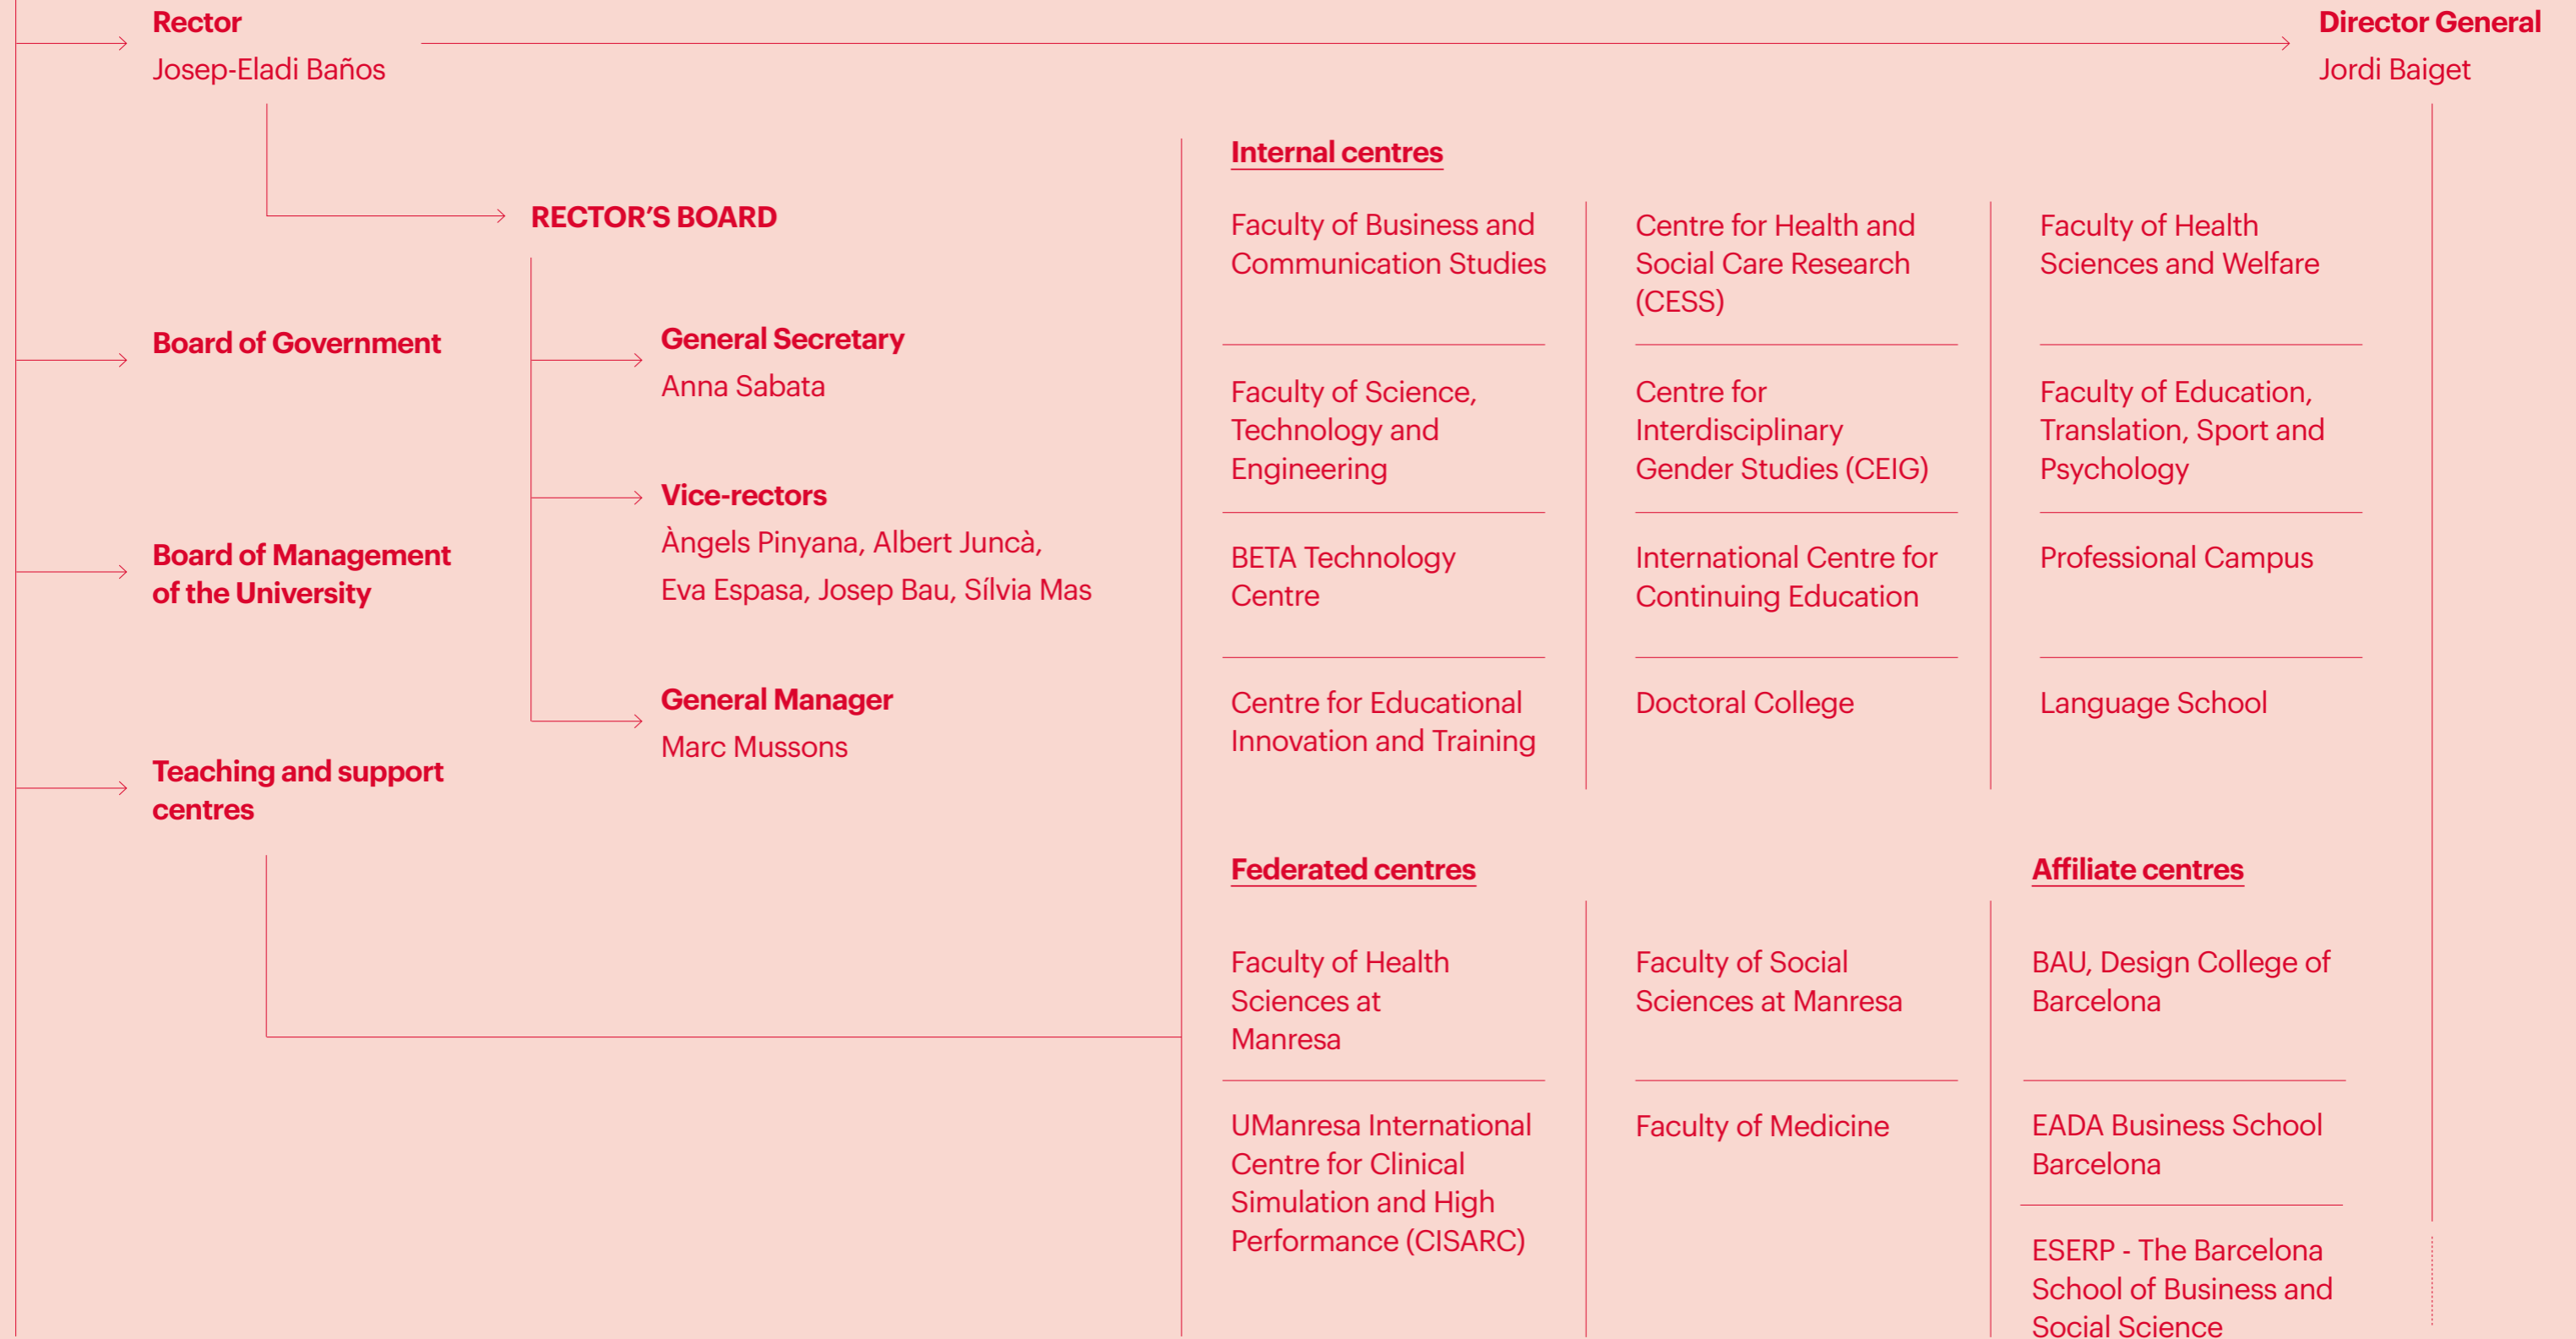 Rector
Josep-Eladi Baños
Director General
Jordi Baiget
RECTOR'S BOARD
General Secretary
Anna Sabata
Vice-rectors
Àngels Pinyana, Albert Juncà,
Eva Espasa, Josep Bau, Sílvia Mas
General Manager
Marc Mussons
Board of Government
Board of Management
of the University
Teaching and support
centres
Internal centres
Faculty of Business and
Communication Studies
Centre for Health and
Social Care Research
(CESS)
Faculty of Health
Sciences and Welfare
Faculty of Science,
Technology and
Engineering
Centre for
Interdisciplinary
Gender Studies (CEIG)
Faculty of Education,
Translation, Sport and
Psychology
BETA Technology
Centre
International Centre for
Continuing Education
Professional Campus
Centre for Educational
Innovation and Training
Doctoral College
Language School
Federated centres
Faculty of Health
Sciences at
Manresa
Faculty of Social
Sciences at Manresa
UManresa International
Centre for Clinical
Simulation and High
Performance (CISARC)
Faculty of Medicine
Affiliate centres
BAU, Design College of
Barcelona
EADA Business School
Barcelona
ESERP - The Barcelona
School of Business and
Social Science